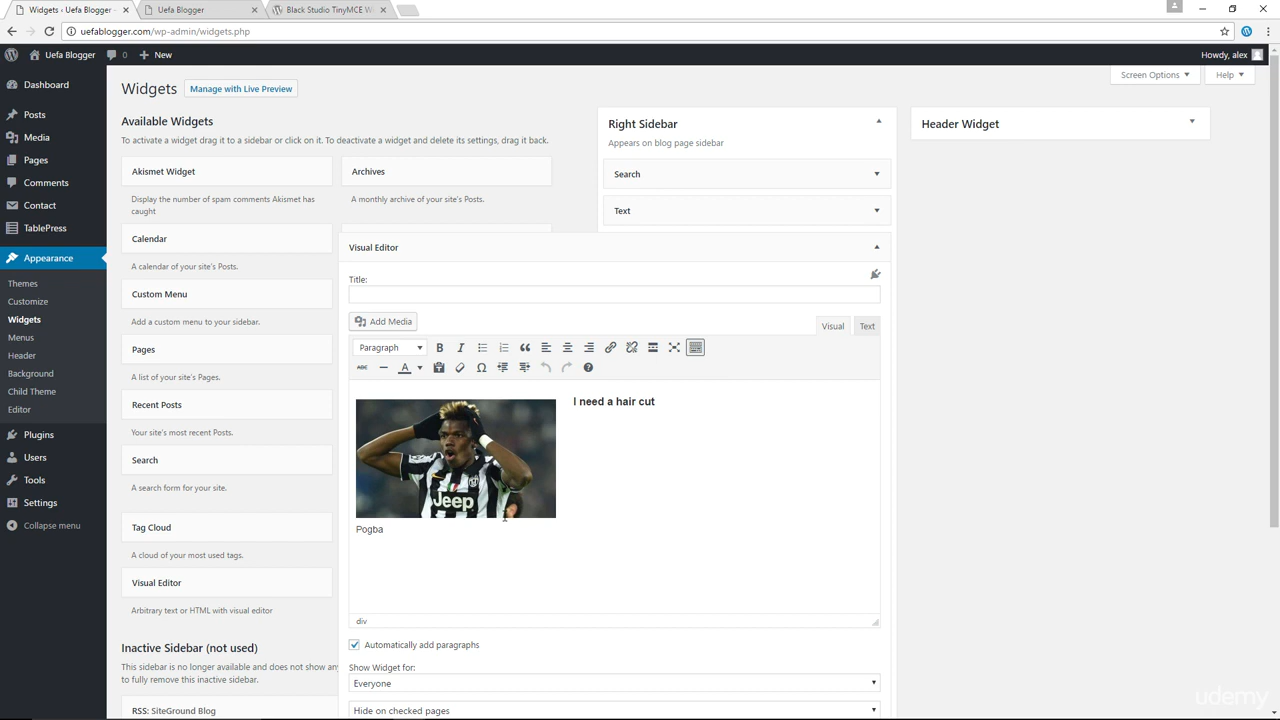 Widgets ‹ Uefa Blogger -
Uefa Blogger
Black Studio TinyMCE W
uefablogger.com/wp-admin/widgets.php
Uefa Blogger
0
New
Howdy, alex
Dashboard
Posts
Media
Pages
Comments
Contact
TablePress
Appearance
Themes
Customize
Widgets
Menus
Header
Background
Child Theme
Editor
Plugins
Users
Tools
Settings
Collapse menu
Screen Options
Help
Widgets
Manage with Live Preview
Available Widgets
To activate a widget drag it to a sidebar or click on it. To deactivate a widget and delete its settings, drag it back.
Akismet Widget
Archives
Display the number of spam comments Akismet has
caught
A monthly archive of your site's Posts.
Calendar
A calendar of your site's Posts.
Custom Menu
Add a custom menu to your sidebar.
Pages
A list of your site's Pages.
Recent Posts
Your site's most recent Posts.
Search
A search form for your site.
Tag Cloud
A cloud of your most used tags.
Visual Editor
Arbitrary text or HTML with visual editor
Inactive Sidebar (not used)
This sidebar is no longer available and does not show an
to fully remove this inactive sidebar.
RSS: SiteGround Blog
Right Sidebar
Appears on blog page sidebar
Search
Text
Visual Editor
Title:
Add Media
Visual
Text
Paragraph
B
I
ABC
A
I need a hair cut
Jeep
Pogba
div
Automatically add paragraphs
Show Widget for:
Everyone
Hide on checked pages
Header Widget
udemy